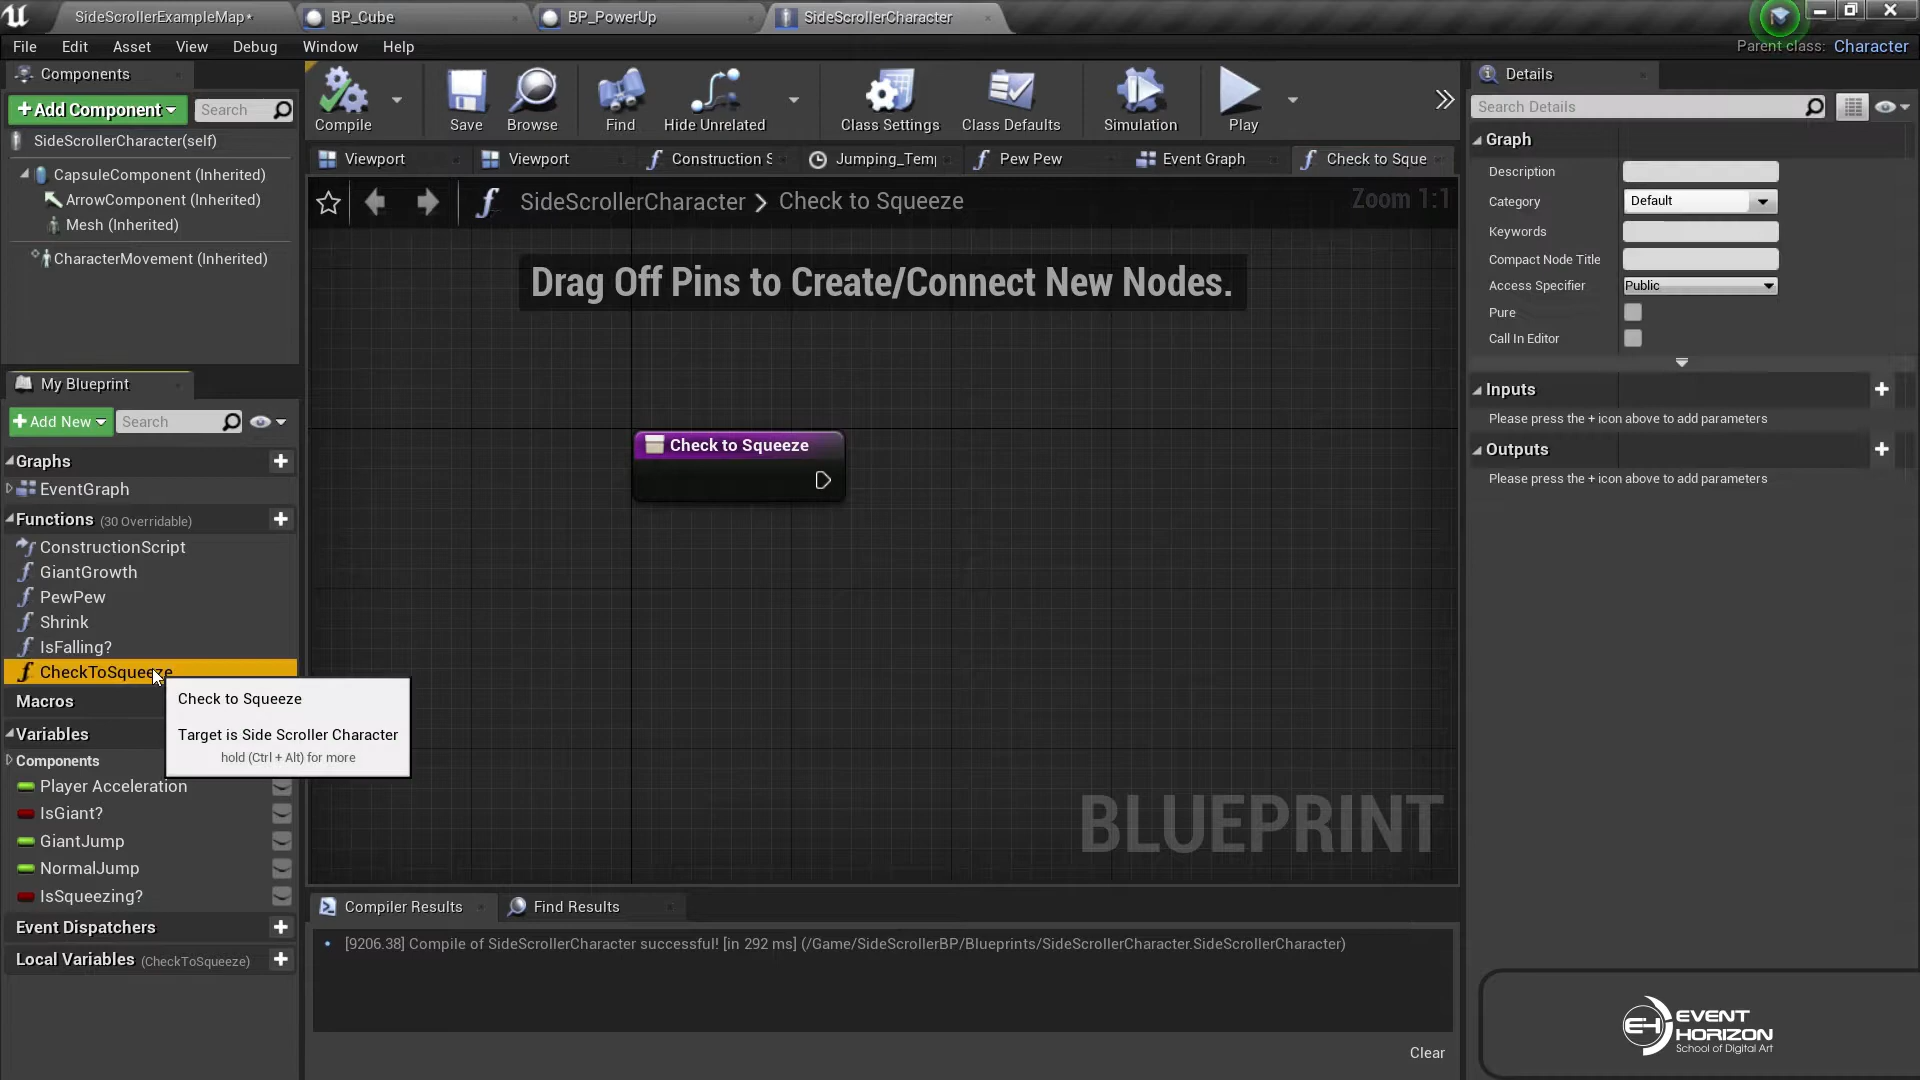 SideScrollerExampleMap*
BP_Cube
BP_PowerUp
SideScrollerCharacter
File Edit Asset View Debug Window Help
Parent class: Character
Components
+Add Component
Search
SideScrollerCharacter(self)
CapsuleComponent (Inherited)
ArrowComponent (Inherited)
Mesh (Inherited)
CharacterMovement (Inherited)
Compile
Save
Browse
Find
Hide Unrelated
Class Settings
Class Defaults
Simulation
Play
Viewport
Viewport
Construction S
Jumping_Temp
Pew Pew
Event Graph
Check to Sque
SideScrollerCharacter > Check to Squeeze
Zoom 1:1
Drag Off Pins to Create/Connect New Nodes.
Check to Squeeze
BLUEPRINT
My Blueprint
+Add New
Search
Graphs
EventGraph
Functions (30 Overridable)
ConstructionScript
GiantGrowth
PewPew
Shrink
IsFalling?
CheckToSqueeze
Macros
Variables
Components
Player Acceleration
IsGiant?
GiantJump
NormalJump
IsSqueezing?
Event Dispatchers
Local Variables (CheckToSqueeze)
Check to Squeeze
Target is Side Scroller Character
hold (Ctrl + Alt) for more
Compiler Results
Find Results
[9206.38] Compile of SideScrollerCharacter successful! [in 292 ms] (/Game/SideScrollerBP/Blueprints/SideScrollerCharacter.SideScrollerCharacter)
Clear
Details
Search Details
Graph
Description
Category Default
Keywords
Compact Node Title
Access Specifier Public
Pure
Call In Editor
Inputs
Please press the + icon above to add parameters
Outputs
Please press the + icon above to add parameters
EH EVENT
HORIZON
School of Digital Art